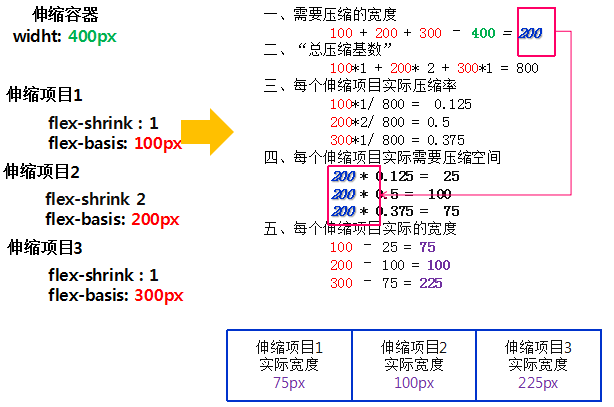 伸缩容器
widht: 400px
伸缩项目1
flex-shrink : 1
flex-basis: 100px
伸缩项目2
flex-shrink 2
flex-basis: 200px
伸缩项目3
flex-shrink : 1
flex-basis: 300px
一、需要压缩的宽度
100 + 200 + 300 － 400 = 200
二、“总压缩基数”
100*1 + 200* 2 + 300*1 = 800
三、每个伸缩项目实际压缩率
100*1/ 800 = 0.125
200*2/ 800 = 0.5
300*1/ 800 = 0.375
四、每个伸缩项目实际需要压缩空间
200 * 0.125 = 25
200 * 0.5 = 100
200 * 0.375 = 75
五、每个伸缩项目实际的宽度
100 － 25 = 75
200 － 100 = 100
300 － 75 = 225
伸缩项目1
实际宽度
75px
伸缩项目2
实际宽度
100px
伸缩项目3
实际宽度
225px